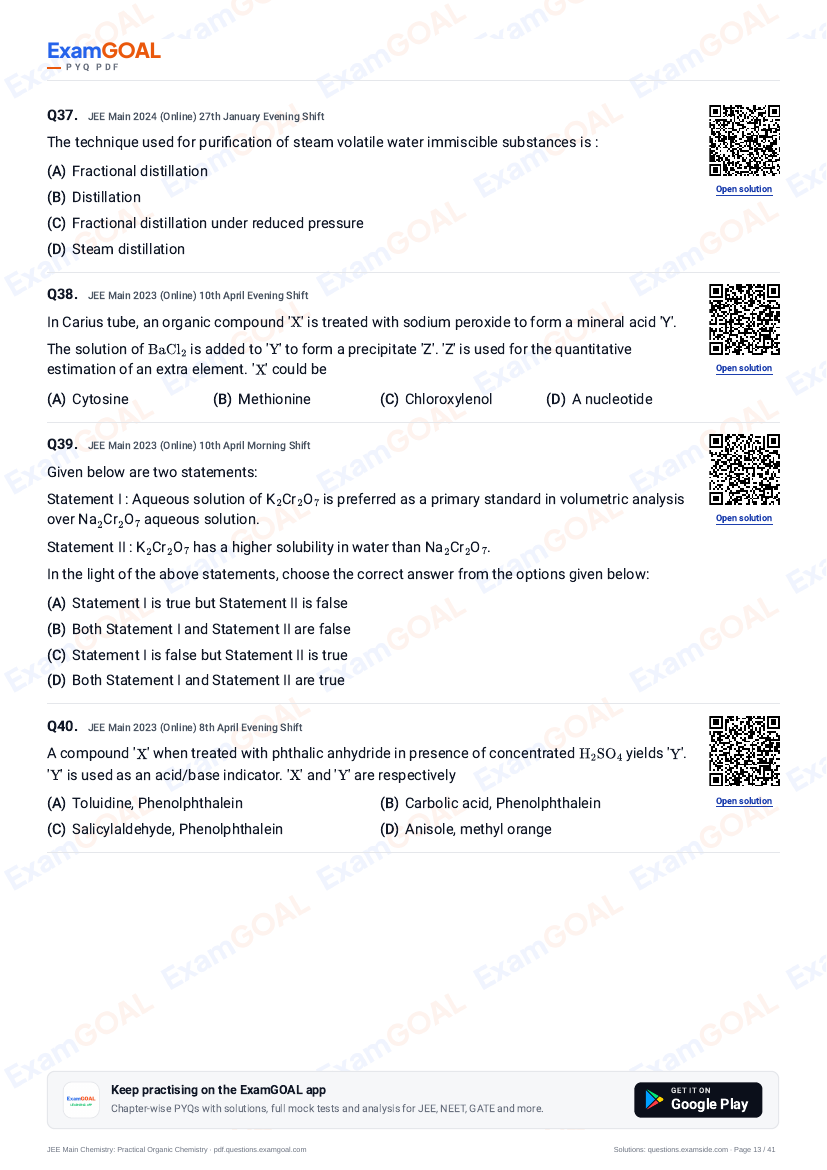 ExamGOAL
PYQ PDF
Q37. JEE Main 2024 (Online) 27th January Evening Shift
The technique used for purification of steam volatile water immiscible substances is :
(A) Fractional distillation
(B) Distillation
(C) Fractional distillation under reduced pressure
(D) Steam distillation
Open solution
Q38. JEE Main 2023 (Online) 10th April Evening Shift
In Carius tube, an organic compound 'X' is treated with sodium peroxide to form a mineral acid 'Y'.
The solution of BaCl₂ is added to 'Y' to form a precipitate 'Z'. 'Z' is used for the quantitative
estimation of an extra element. 'X' could be
(A) Cytosine (B) Methionine (C) Chloroxylenol (D) A nucleotide
Open solution
Q39. JEE Main 2023 (Online) 10th April Morning Shift
Given below are two statements:
Statement I : Aqueous solution of K₂Cr₂O₇ is preferred as a primary standard in volumetric analysis
over Na₂Cr₂O₇ aqueous solution.
Statement II : K₂Cr₂O₇ has a higher solubility in water than Na₂Cr₂O₇.
In the light of the above statements, choose the correct answer from the options given below:
(A) Statement I is true but Statement II is false
(B) Both Statement I and Statement II are false
(C) Statement I is false but Statement II is true
(D) Both Statement I and Statement II are true
Open solution
Q40. JEE Main 2023 (Online) 8th April Evening Shift
A compound 'X' when treated with phthalic anhydride in presence of concentrated H₂SO₄ yields 'Y'.
'Y' is used as an acid/base indicator. 'X' and 'Y' are respectively
(A) Toluidine, Phenolphthalein (B) Carbolic acid, Phenolphthalein
(C) Salicylaldehyde, Phenolphthalein (D) Anisole, methyl orange
Open solution
ExamGOAL
Keep practising on the ExamGOAL app
Chapter-wise PYQs with solutions, full mock tests and analysis for JEE, NEET, GATE and more.
GET IT ON
Google Play
JEE Main Chemistry: Practical Organic Chemistry · pdf.questions.examgoal.com
Solutions: questions.examside.com · Page 13 / 41